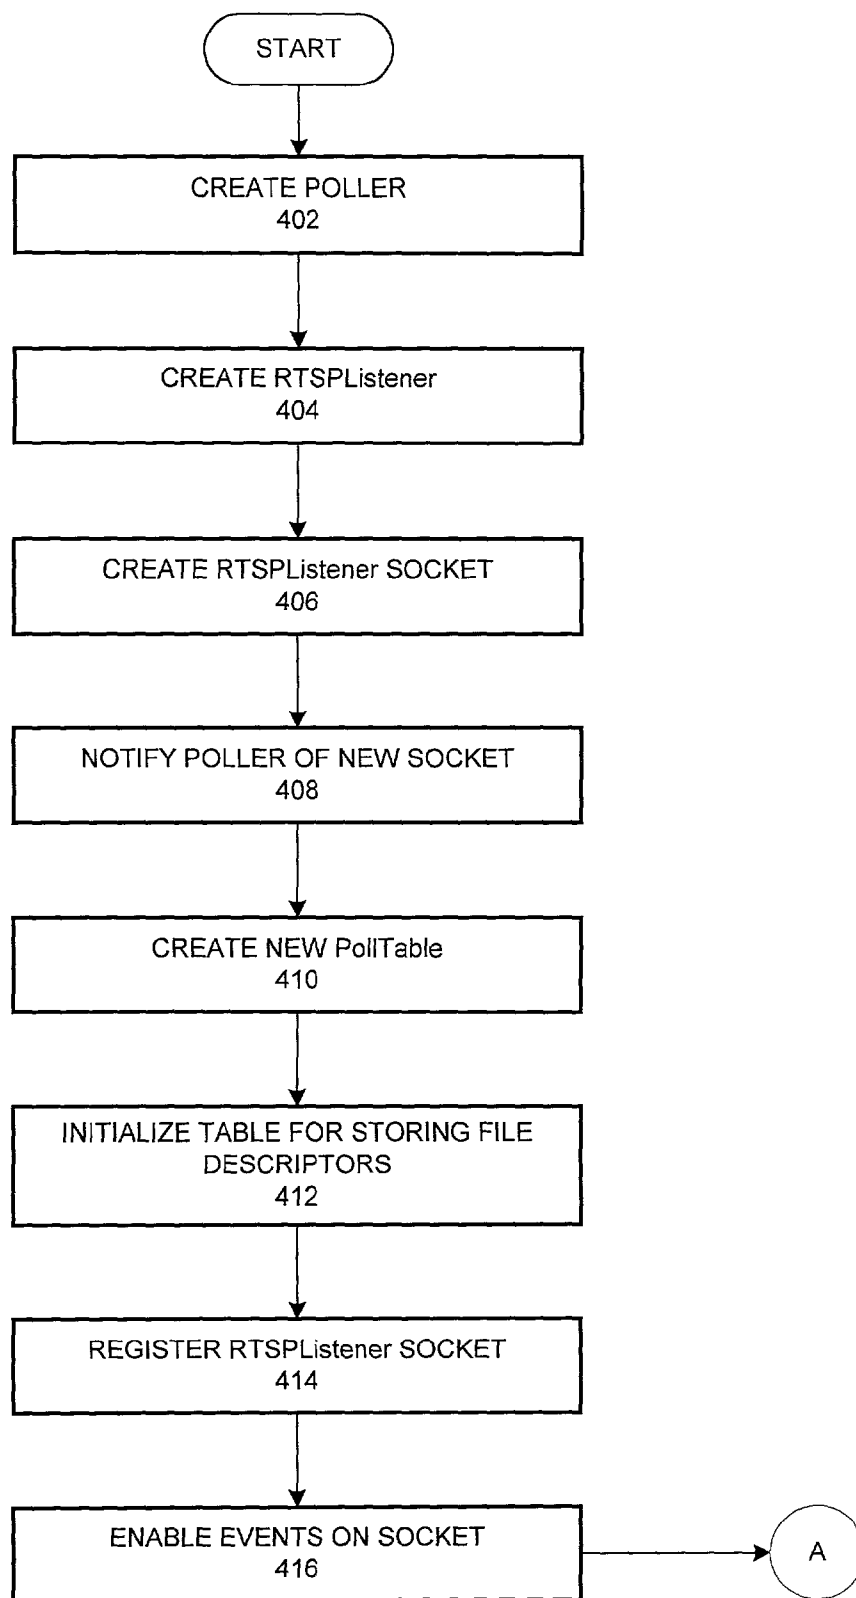 START
CREATE POLLER
402
CREATE RTSPListener
404
CREATE RTSPListener SOCKET
406
NOTIFY POLLER OF NEW SOCKET
408
CREATE NEW PollTable
410
INITIALIZE TABLE FOR STORING FILE
DESCRIPTORS
412
REGISTER RTSPListener SOCKET
414
ENABLE EVENTS ON SOCKET
416
A